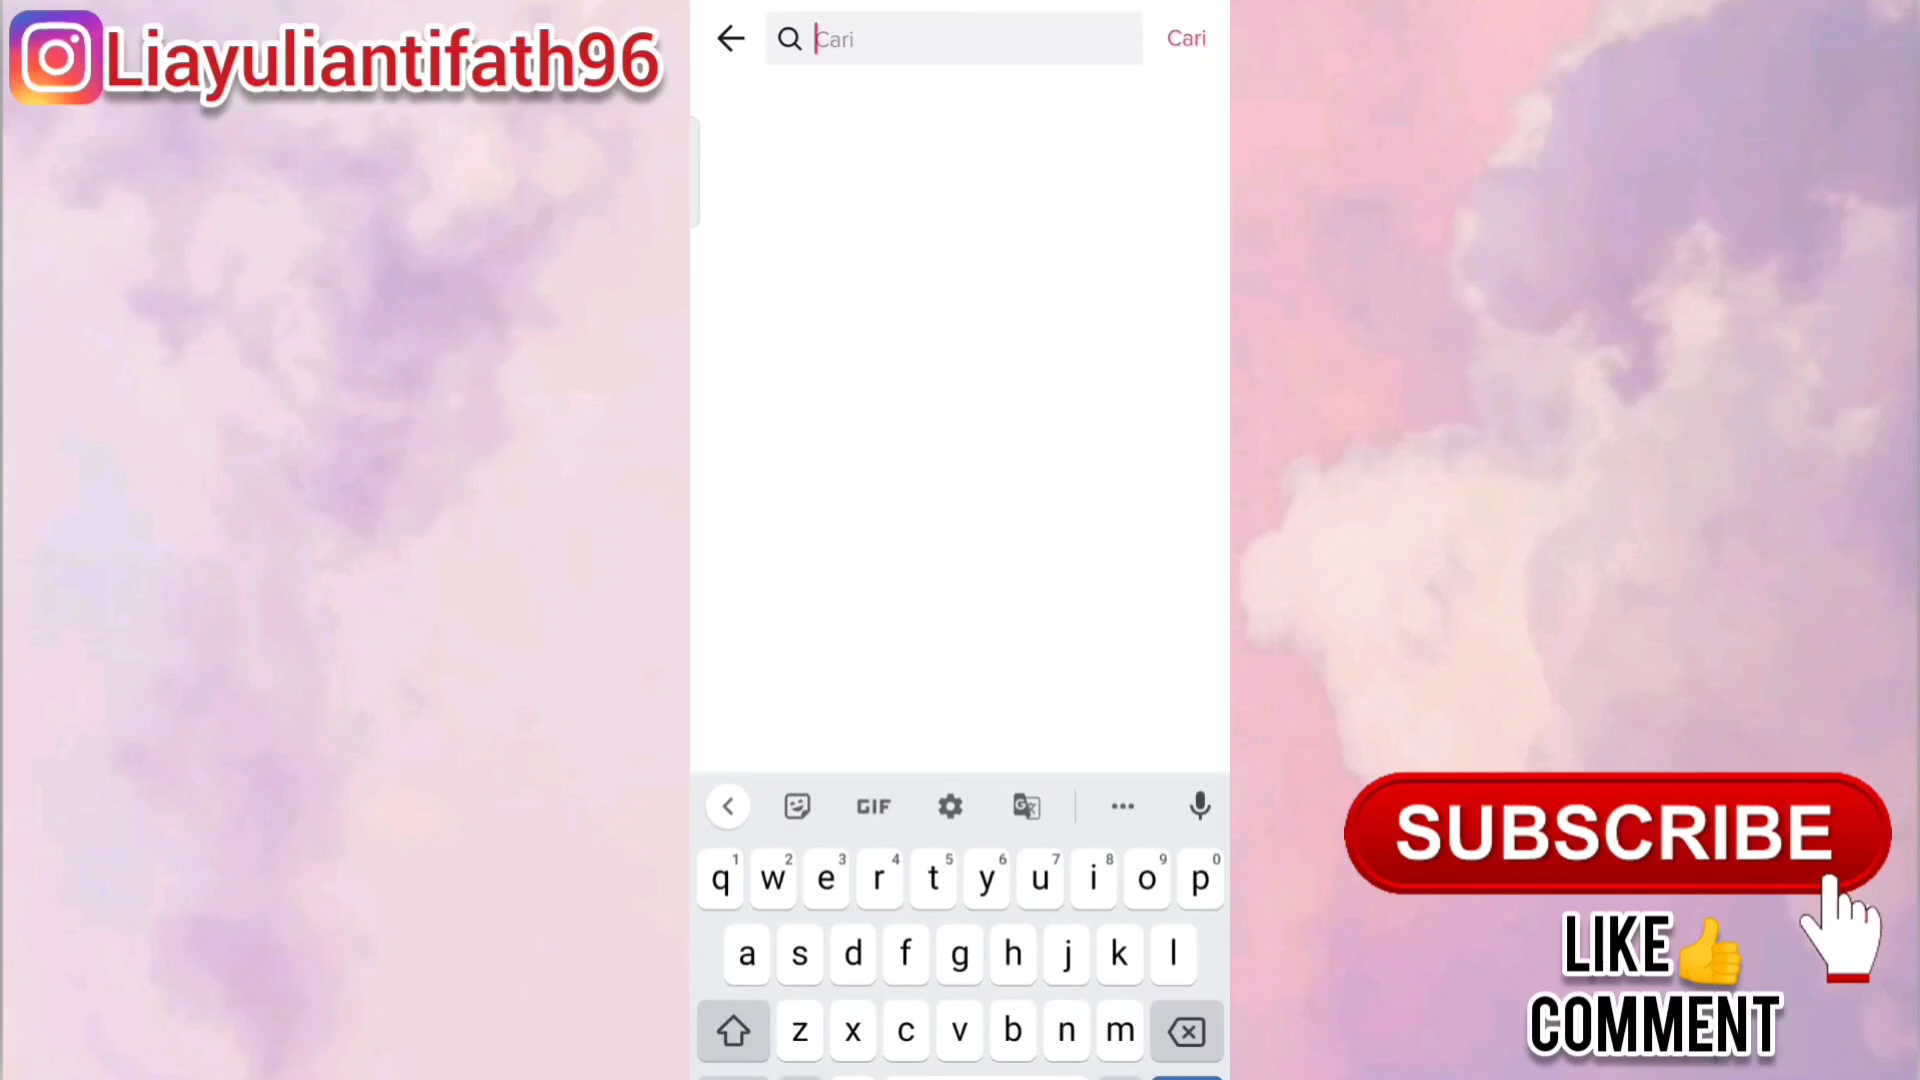 Liayuliantifath96
Cari
Cari
GIF
1 2 3 4 5 6 7 8 9 0
q w e r t y u i o p
a s d f g h j k l
z x c v b n m
SUBSCRIBE
LIKE
COMMENT